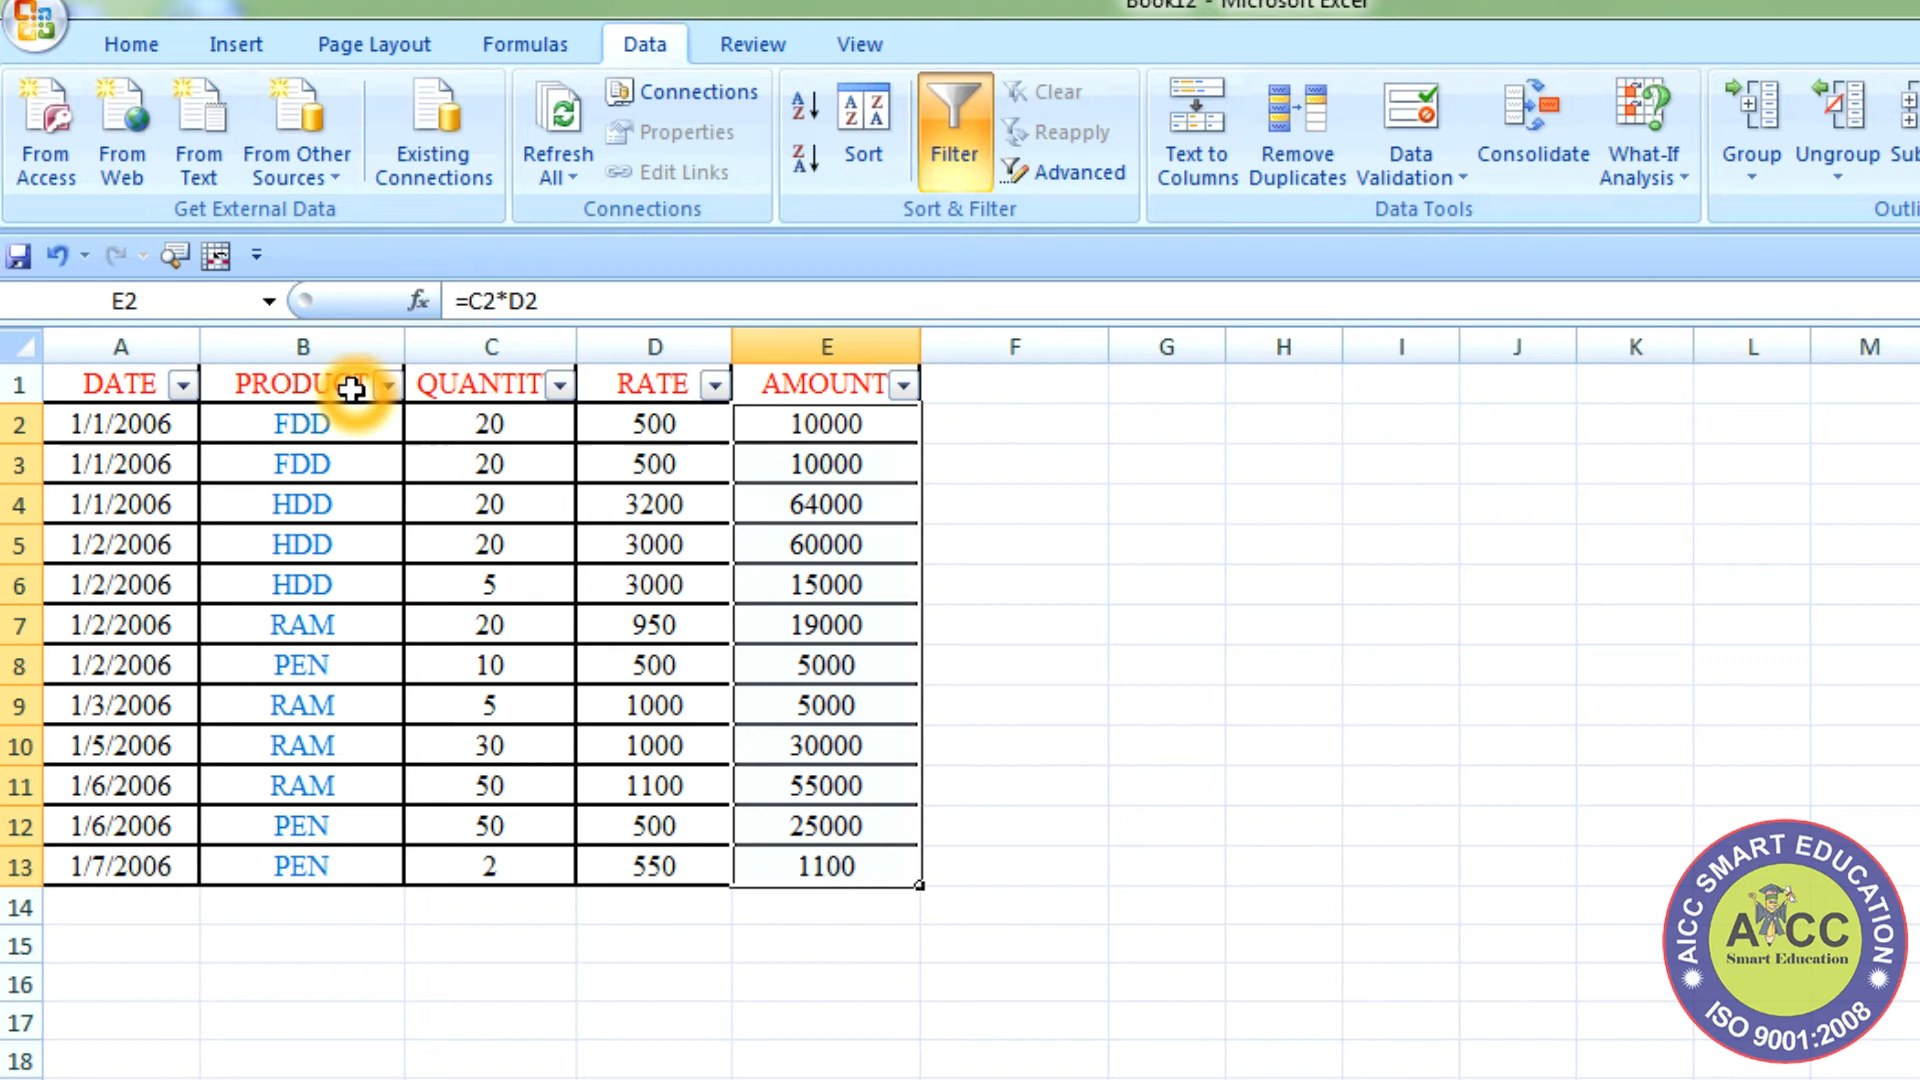 Book12 - Microsoft Excel
Home Insert Page Layout Formulas Data Review View
From Access
From Web
From Text
From Other Sources
Existing Connections
Get External Data
Refresh All
Connections
Properties
Edit Links
Connections
A Z
Z A
A Z Z A
Sort
Filter
Clear
Reapply
Advanced
Sort & Filter
Text to Columns
Remove Duplicates
Data Validation
Consolidate
What-If Analysis
Data Tools
Group
Ungroup
E2 fx =C2*D2
A B C D E F G H I J K L M
1 DATE PRODUCT QUANTIT RATE AMOUNT
2 1/1/2006 FDD 20 500 10000
3 1/1/2006 FDD 20 500 10000
4 1/1/2006 HDD 20 3200 64000
5 1/2/2006 HDD 20 3000 60000
6 1/2/2006 HDD 5 3000 15000
7 1/2/2006 RAM 20 950 19000
8 1/2/2006 PEN 10 500 5000
9 1/3/2006 RAM 5 1000 5000
10 1/5/2006 RAM 30 1000 30000
11 1/6/2006 RAM 50 1100 55000
12 1/6/2006 PEN 50 500 25000
13 1/7/2006 PEN 2 550 1100
14
15
16
17
18
AICC SMART EDUCATION
AICC
Smart Education
ISO 9001:2008